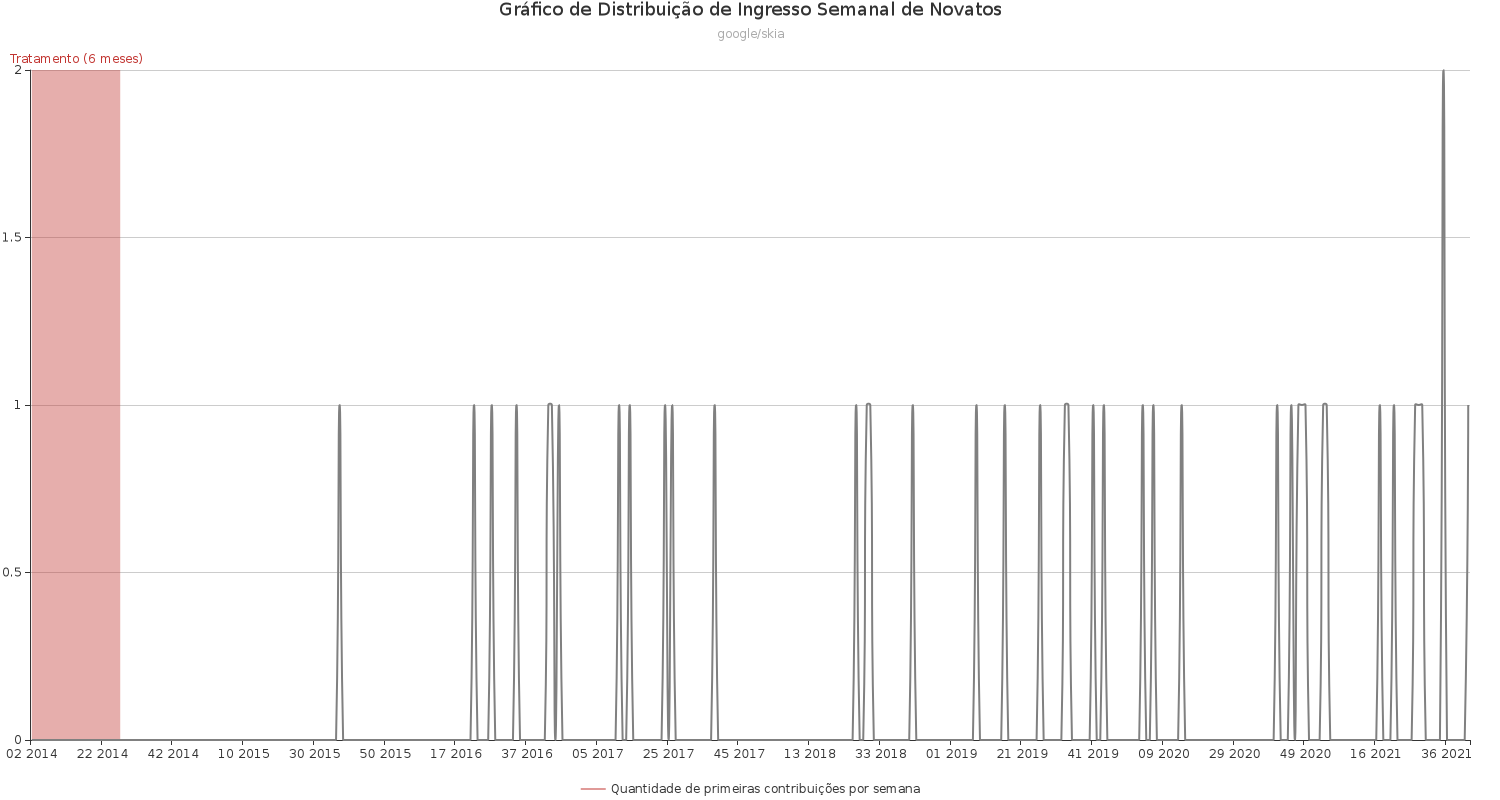 Gráfico de Distribuição de Ingresso Semanal de Novatos
google/skia
Tratamento (6 meses)
2
1.5
1
0.5
0
02 2014 22 2014 42 2014 10 2015 30 2015 50 2015 17 2016 37 2016 05 2017 25 2017 45 2017 13 2018 33 2018 01 2019 21 2019 41 2019 09 2020 29 2020 49 2020 16 2021 36 2021
Quantidade de primeiras contribuições por semana